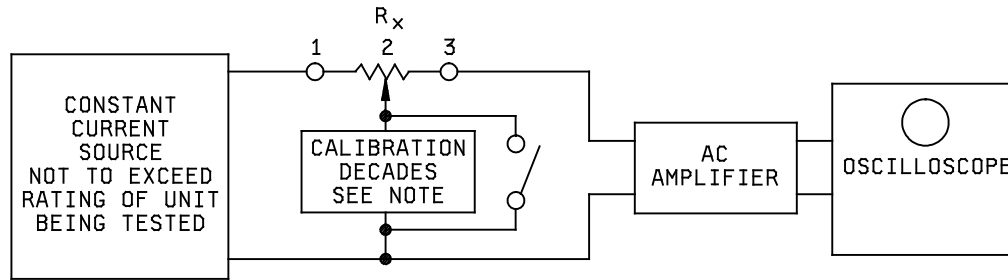 Rx
1 2 3
CONSTANT
CURRENT
SOURCE
NOT TO EXCEED
RATING OF UNIT
BEING TESTED
CALIBRATION
DECADES
SEE NOTE
AC
AMPLIFIER
OSCILLOSCOPE